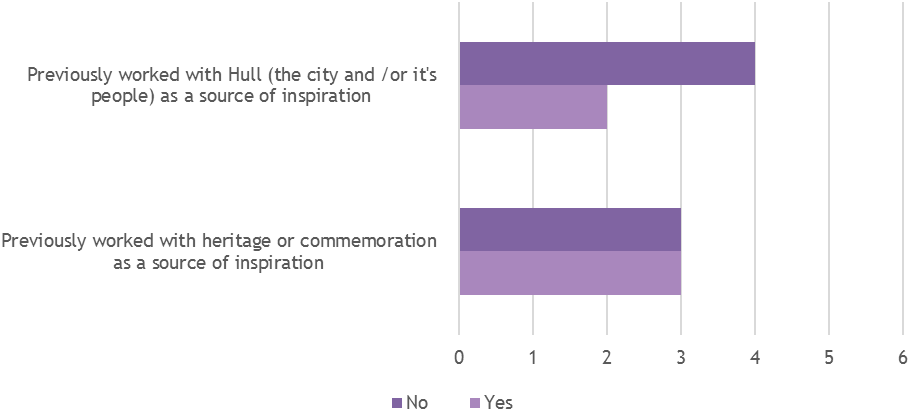 Previously worked with Hull (the city and /or it's
people) as a source of inspiration
Previously worked with heritage or commemoration
as a source of inspiration
0 1 2 3 4 5 6
No Yes